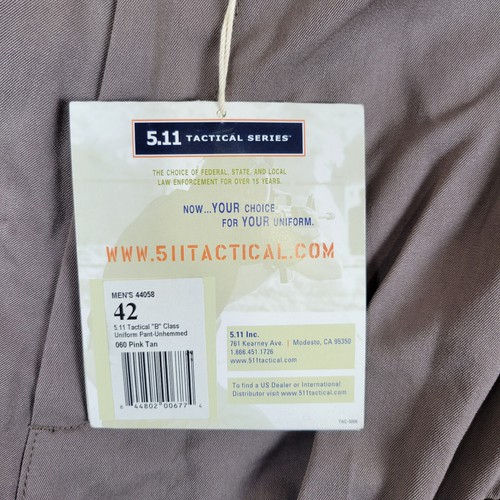 5.11 TACTICAL SERIES™
THE CHOICE OF FEDERAL, STATE, AND LOCAL
LAW ENFORCEMENT FOR OVER 15 YEARS.
NOW...YOUR CHOICE
FOR YOUR UNIFORM.
WWW.511TACTICAL.COM
MEN'S 44058
42
5.11 Tactical "B" Class
Uniform Pant-Unhemmed
060 Pink Tan
8 44802 00677 4
5.11 Inc.
761 Kearney Ave. | Modesto, CA 95350
1.866.451.1726
www.511tactical.com
To find a US Dealer or International
Distributor visit www.511tactical.com